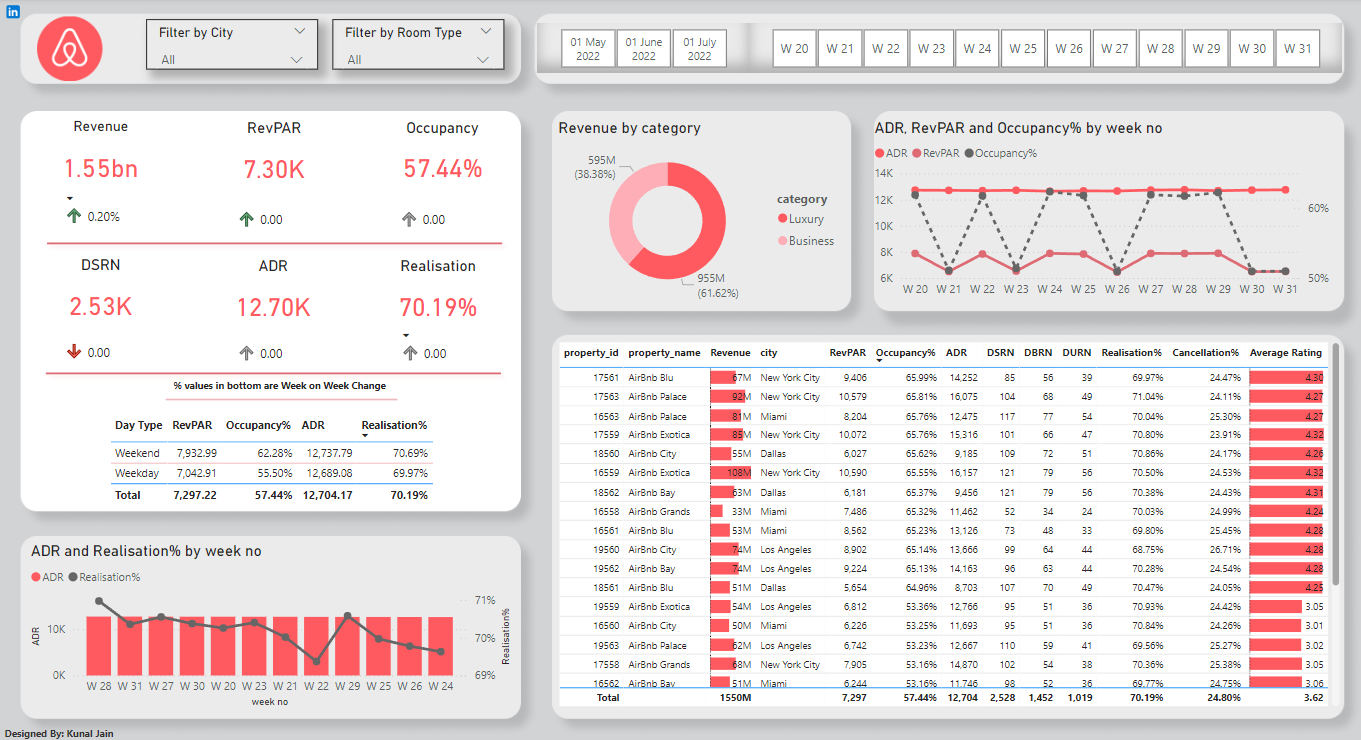 in
Filter by City
All
Filter by Room Type
All
01 May 2022
01 June 2022
01 July 2022
W 20 W 21 W 22 W 23 W 24 W 25 W 26 W 27 W 28 W 29 W 30 W 31
Revenue RevPAR Occupancy
1.55bn 7.30K 57.44%
0.20% 0.00 0.00
DSRN ADR Realisation
2.53K 12.70K 70.19%
0.00 0.00 0.00
% values in bottom are Week on Week Change
Day Type RevPAR Occupancy% ADR Realisation%
Weekend 7,932.99 62.28% 12,737.79 70.69%
Weekday 7,042.91 55.50% 12,689.08 69.97%
Total 7,297.22 57.44% 12,704.17 70.19%
Revenue by category
595M
(38.38%)
955M
(61.62%)
category
Luxury
Business
ADR, RevPAR and Occupancy% by week no
ADR RevPAR Occupancy%
14K
12K
10K
8K
6K
60%
50%
W 20 W 21 W 22 W 23 W 24 W 25 W 26 W 27 W 28 W 29 W 30 W 31
ADR and Realisation% by week no
ADR Realisation%
ADR
10K
0K
71%
70%
69%
Realisation%
W 28 W 31 W 27 W 30 W 20 W 23 W 21 W 22 W 29 W 25 W 26 W 24
week no
property_id property_name Revenue city RevPAR Occupancy% ADR DSRN DBRN DURN Realisation% Cancellation% Average Rating
17561 AirBnb Blu 67M New York City 9,406 65.99% 14,252 85 56 39 69.97% 24.47% 4.30
17563 AirBnb Palace 92M New York City 10,579 65.81% 16,075 104 68 49 71.04% 24.11% 4.27
16563 AirBnb Palace 81M Miami 8,204 65.76% 12,475 117 77 54 70.04% 25.30% 4.27
17559 AirBnb Exotica 85M New York City 10,072 65.76% 15,316 101 66 47 70.80% 23.91% 4.32
18560 AirBnb City 55M Dallas 6,027 65.62% 9,185 109 72 51 70.86% 24.17% 4.26
16559 AirBnb Exotica 108M New York City 10,590 65.55% 16,157 121 79 56 70.50% 24.53% 4.32
18562 AirBnb Bay 63M Dallas 6,181 65.37% 9,456 121 79 56 70.38% 24.43% 4.31
16558 AirBnb Grands 33M Miami 7,486 65.32% 11,462 52 34 24 70.03% 24.99% 4.24
16561 AirBnb Blu 53M Miami 8,562 65.23% 13,126 73 48 33 69.80% 25.45% 4.28
19560 AirBnb City 74M Los Angeles 8,902 65.14% 13,666 99 64 44 68.75% 26.71% 4.28
19562 AirBnb Bay 74M Los Angeles 9,224 65.13% 14,163 96 63 44 70.28% 24.54% 4.28
18561 AirBnb Blu 51M Dallas 5,654 64.96% 8,703 107 70 49 70.47% 24.05% 4.25
19559 AirBnb Exotica 54M Los Angeles 6,812 53.36% 12,766 95 51 36 70.93% 24.42% 3.05
16560 AirBnb City 50M Miami 6,226 53.25% 11,693 95 51 36 70.84% 24.26% 3.01
19563 AirBnb Palace 62M Los Angeles 6,742 53.23% 12,667 110 59 41 69.56% 25.27% 3.02
17558 AirBnb Grands 68M New York City 7,905 53.16% 14,870 102 54 38 70.36% 25.38% 3.05
16562 AirBnb Bay 51M Miami 6,244 53.16% 11,746 98 52 36 69.77% 24.75% 3.06
Total 1550M 7,297 57.44% 12,704 2,528 1,452 1,019 70.19% 24.80% 3.62
Designed By: Kunal Jain